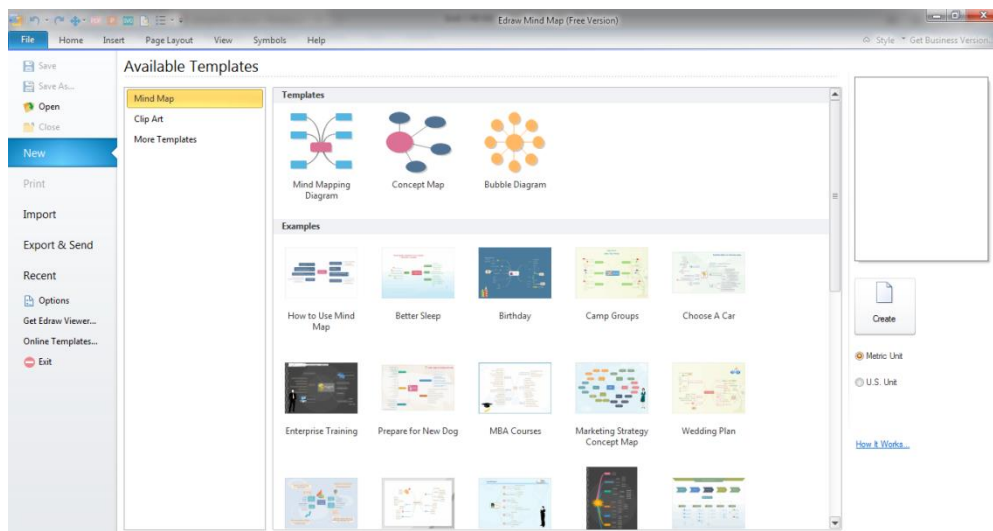 Edraw Mind Map (Free Version)
File Home Insert Page Layout View Symbols Help
Style Get Business Version
Save
Save As...
Open
Close
New
Print
Import
Export & Send
Recent
Options
Get Edraw Viewer...
Online Templates...
Exit
Available Templates
Mind Map
Clip Art
More Templates
Templates
Mind Mapping
Diagram
Concept Map
Bubble Diagram
Examples
How to Use Mind
Map
Better Sleep
Birthday
Camp Groups
Choose A Car
Enterprise Training
Prepare for New Dog
MBA Courses
Marketing Strategy
Concept Map
Wedding Plan
Create
Metric Unit
U.S. Unit
How It Works...